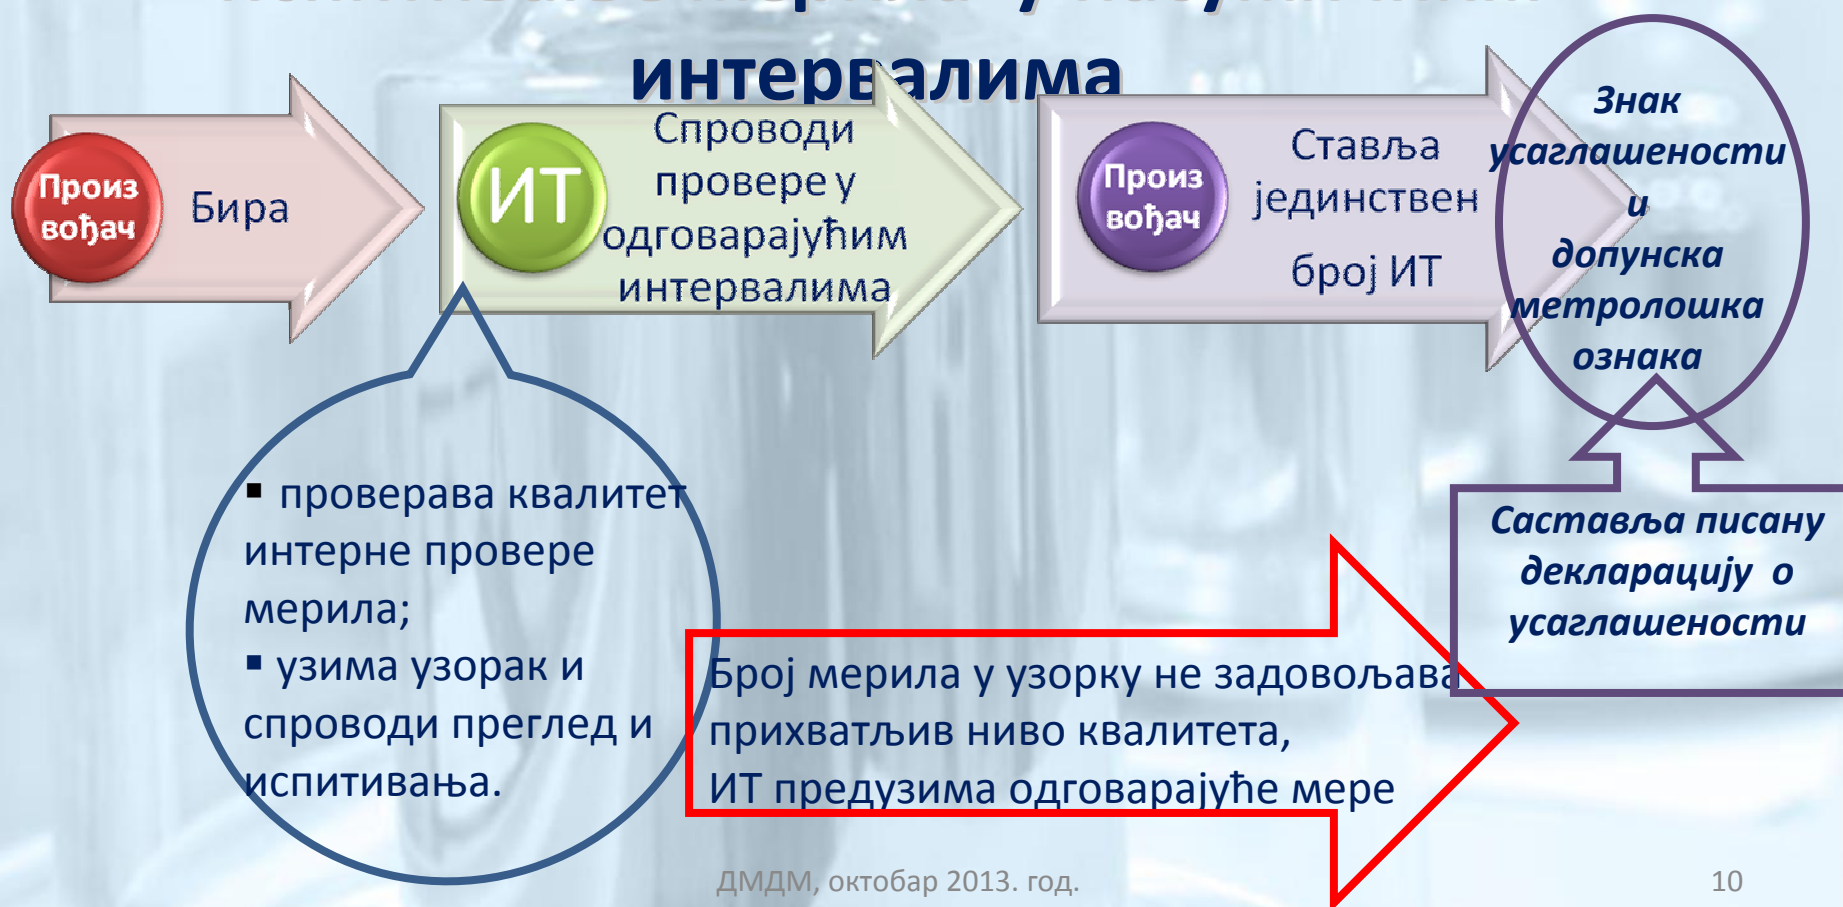 интервалима
Произ
вођач
Бира
ИТ
Спроводи
провере у
одговарајућим
интервалима
Произ
вођач
Ставља
јединствен
број ИТ
Знак
усаглашености
и
допунска
метролошка
ознака
▪ проверава квалитет
интерне провере
мерила;
▪ узима узорак и
спроводи преглед и
испитивања.
Број мерила у узорку не задовољава
прихватљив ниво квалитета,
ИТ предузима одговарајуће мере
Саставља писану
декларацију о
усаглашености
ДМДМ, октобар 2013. год.
10